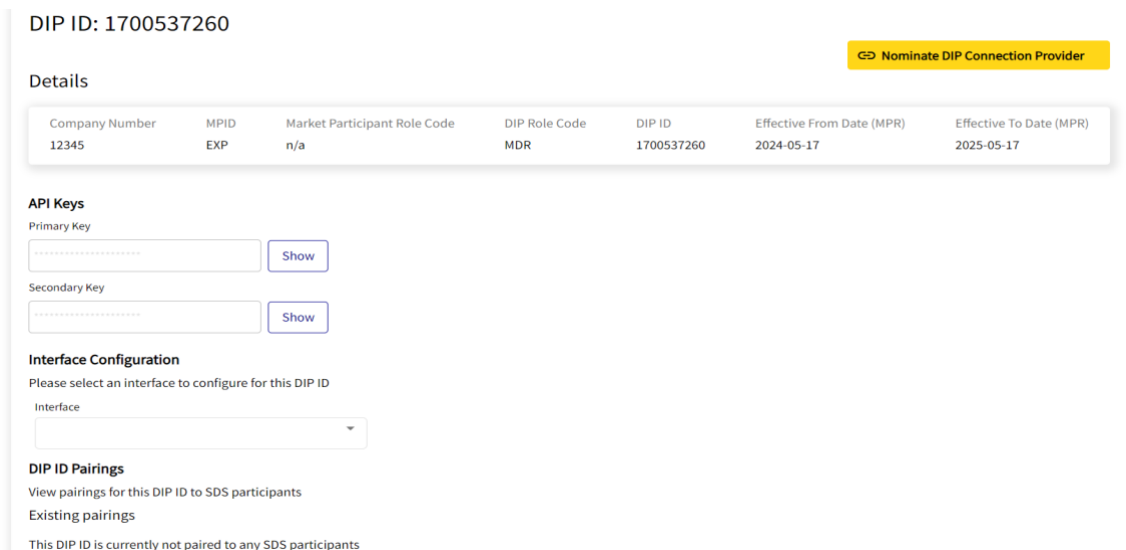 DIP ID: 1700537260
Nominate DIP Connection Provider
Details
Company Number MPID Market Participant Role Code DIP Role Code DIP ID Effective From Date (MPR) Effective To Date (MPR)
12345 EXP n/a MDR 1700537260 2024-05-17 2025-05-17
API Keys
Primary Key
********************* Show
Secondary Key
********************* Show
Interface Configuration
Please select an interface to configure for this DIP ID
Interface
DIP ID Pairings
View pairings for this DIP ID to SDS participants
Existing pairings
This DIP ID is currently not paired to any SDS participants